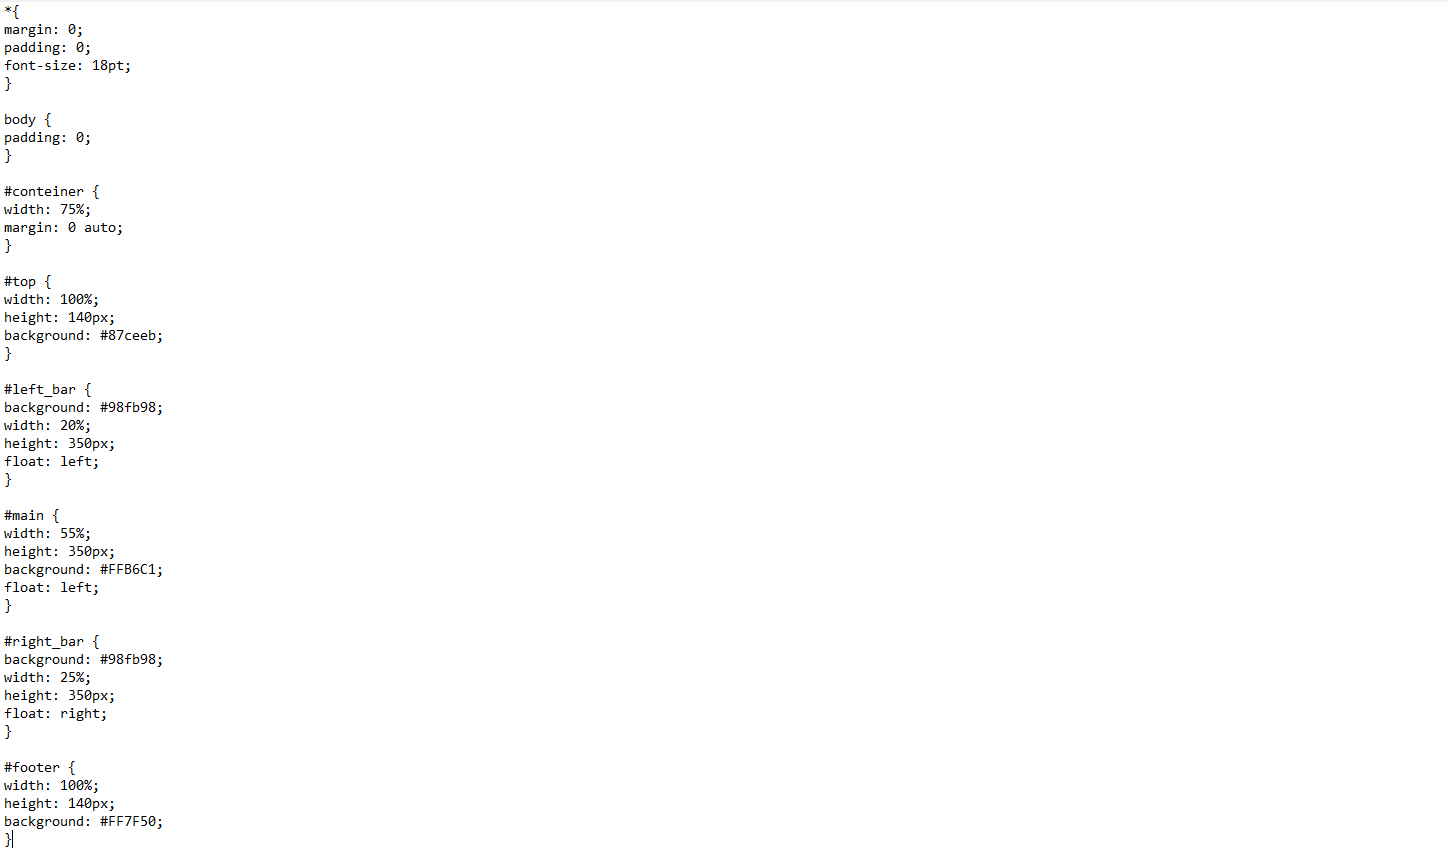 *{
margin: 0;
padding: 0;
font-size: 18pt;
}

body {
padding: 0;
}

#conteiner {
width: 75%;
margin: 0 auto;
}

#top {
width: 100%;
height: 140px;
background: #87ceeb;
}

#left_bar {
background: #98fb98;
width: 20%;
height: 350px;
float: left;
}

#main {
width: 55%;
height: 350px;
background: #FFB6C1;
float: left;
}

#right_bar {
background: #98fb98;
width: 25%;
height: 350px;
float: right;
}

#footer {
width: 100%;
height: 140px;
background: #FF7F50;
}